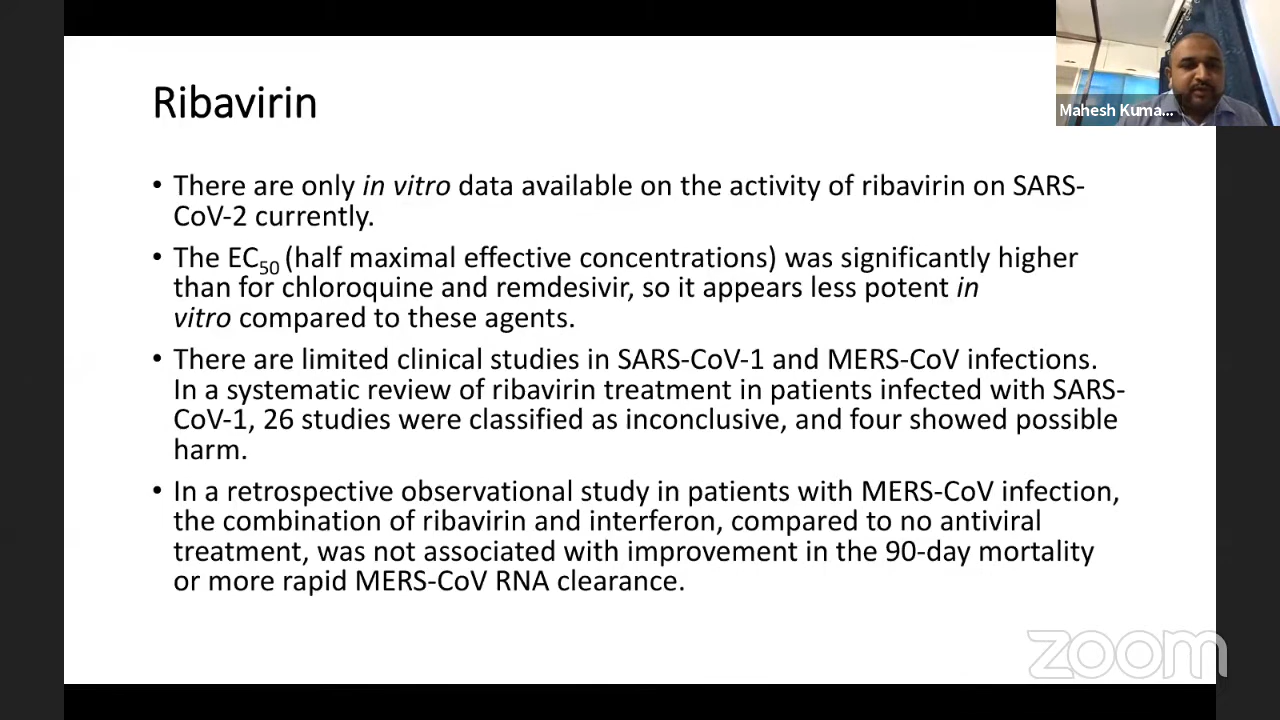 Ribavirin
Mahesh Kuma...
• There are only in vitro data available on the activity of ribavirin on SARS-
CoV-2 currently.
• The EC50 (half maximal effective concentrations) was significantly higher
than for chloroquine and remdesivir, so it appears less potent in
vitro compared to these agents.
• There are limited clinical studies in SARS-CoV-1 and MERS-CoV infections.
In a systematic review of ribavirin treatment in patients infected with SARS-
CoV-1, 26 studies were classified as inconclusive, and four showed possible
harm.
• In a retrospective observational study in patients with MERS-CoV infection,
the combination of ribavirin and interferon, compared to no antiviral
treatment, was not associated with improvement in the 90-day mortality
or more rapid MERS-CoV RNA clearance.
zoom